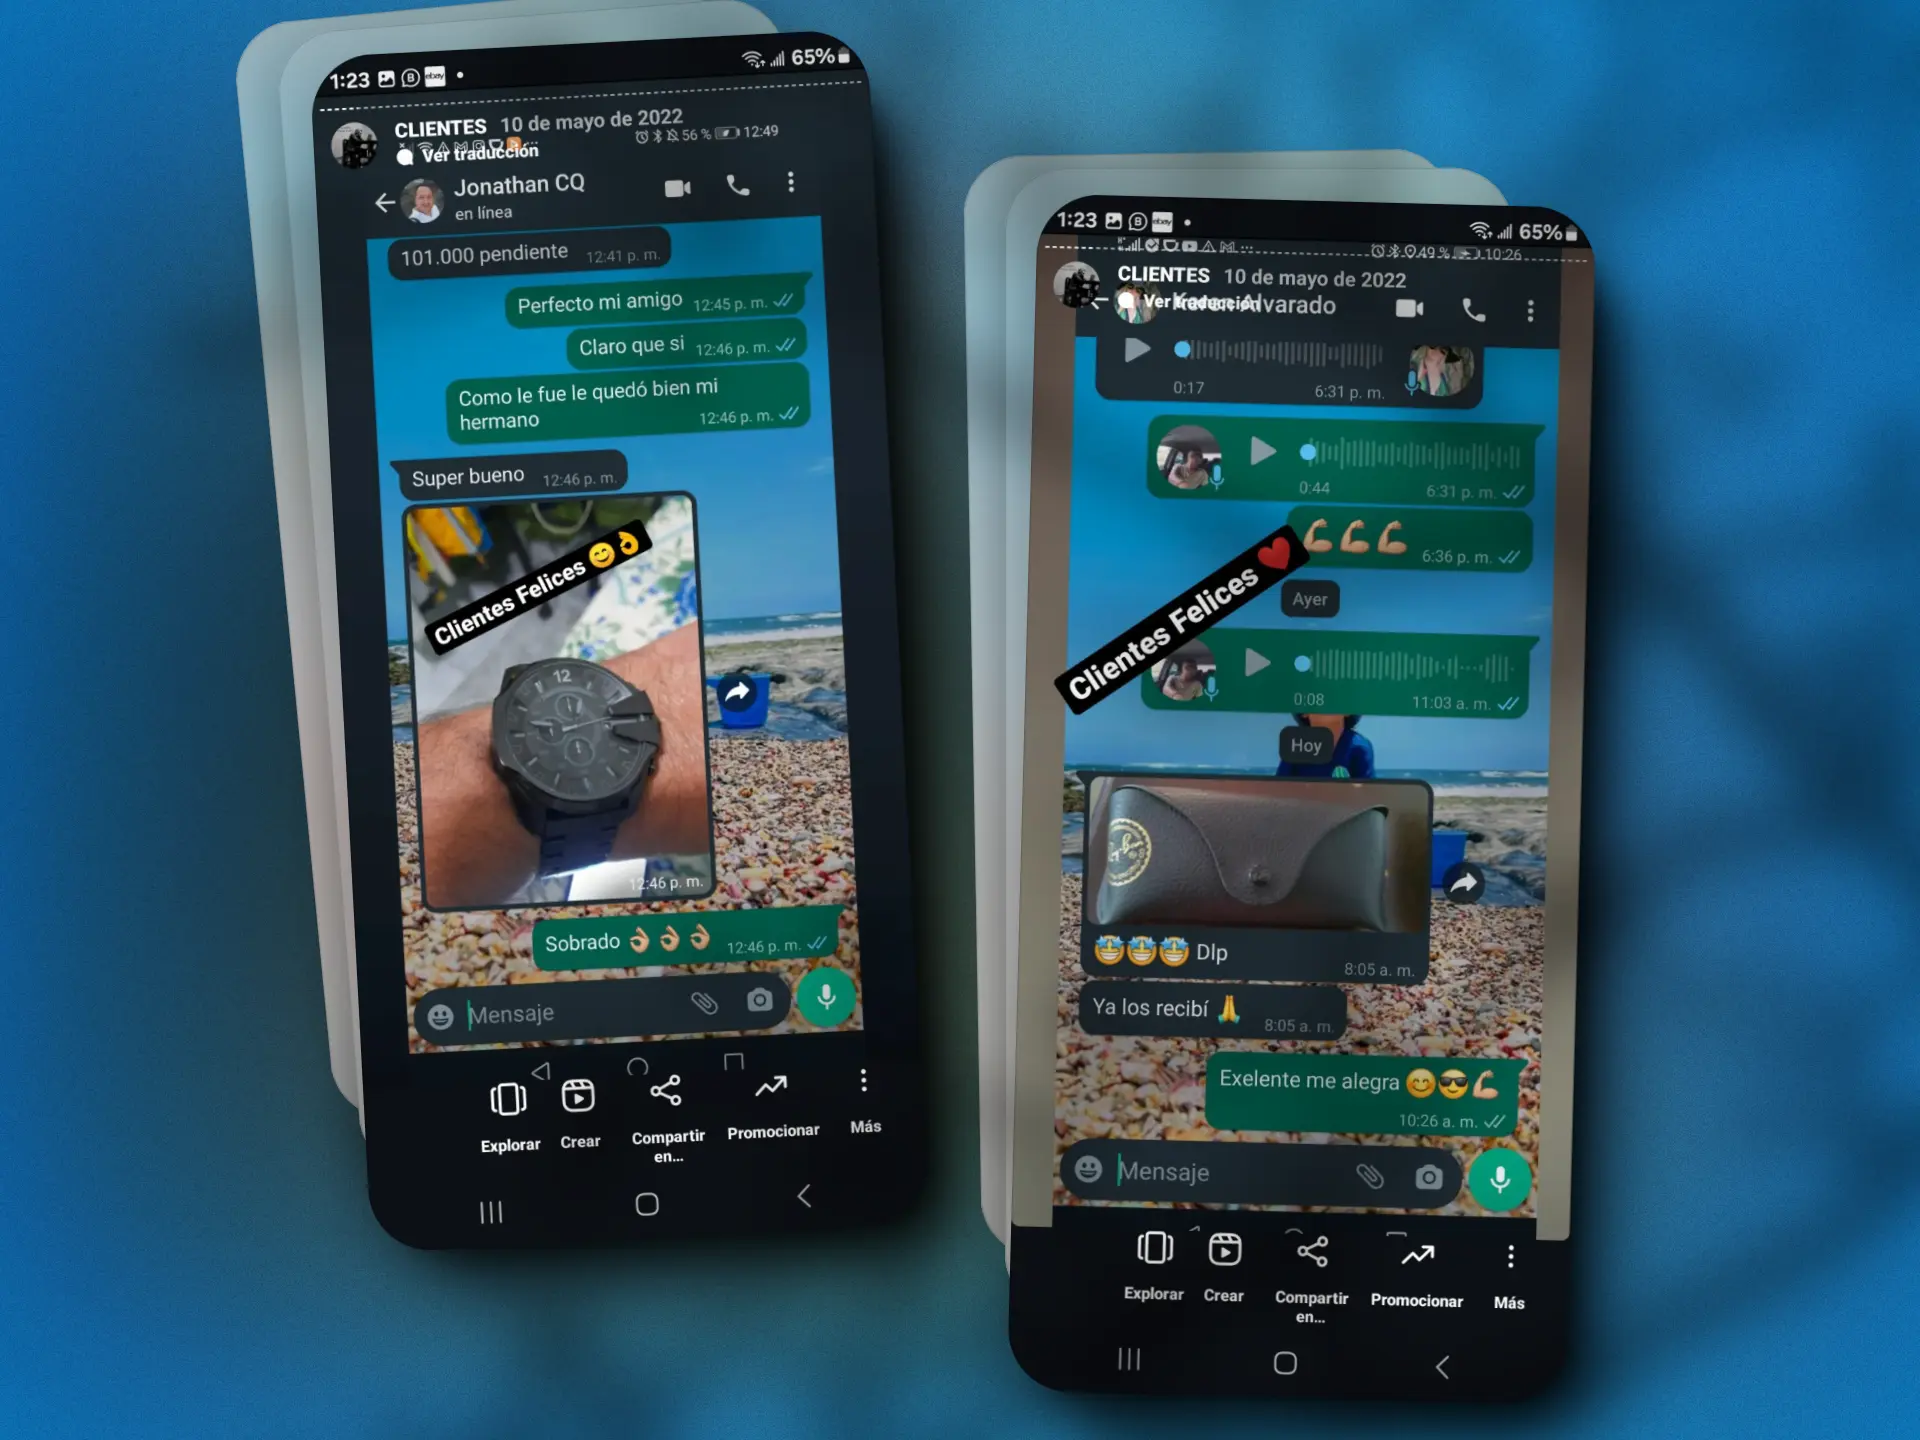 1:23
ebay
65%
CLIENTES 10 de mayo de 2022
56 % 12:49
Ver traducción
Jonathan CQ
en línea
101.000 pendiente 12:41 p. m.
Perfecto mi amigo 12:45 p. m.
Claro que si 12:46 p. m.
Como le fue le quedó bien mi
hermano 12:46 p. m.
Super bueno 12:46 p. m.
Clientes Felices 😊👌
12
12:46 p. m.
Sobrado 👌🏼👌🏼👌🏼 12:46 p. m.
Mensaje
Explorar Crear Compartir en... Promocionar Más
1:23
ebay
65%
49 % 10:26
CLIENTES 10 de mayo de 2022
Ver traducción
Alvarado
0:17 6:31 p. m.
0:44 6:31 p. m.
💪🏼💪🏼💪🏼 6:36 p. m.
Clientes Felices ❤️
Ayer
0:08 11:03 a. m.
Hoy
🤩🤩🤩 Dlp
8:05 a. m.
Ya los recibí 🙏 8:05 a. m.
Exelente me alegra 😊😎💪🏼
10:26 a. m.
Mensaje
Explorar Crear Compartir en... Promocionar Más